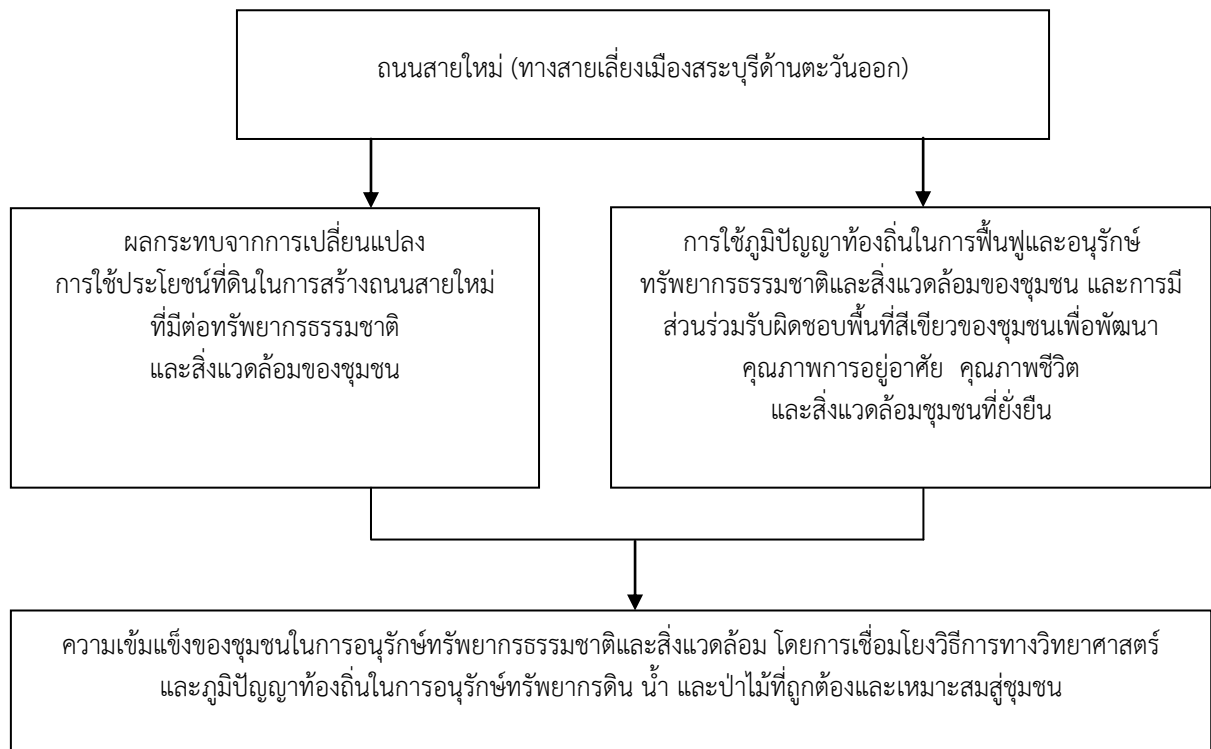 ถนนสายใหม่ (ทางสายเลี่ยงเมืองสระบุรีด้านตะวันออก)
ผลกระทบจากการเปลี่ยนแปลง
การใช้ประโยชน์ที่ดินในการสร้างถนนสายใหม่
ที่มีต่อทรัพยากรธรรมชาติ
และสิ่งแวดล้อมของชุมชน
การใช้ภูมิปัญญาท้องถิ่นในการฟื้นฟูและอนุรักษ์
ทรัพยากรธรรมชาติและสิ่งแวดล้อมของชุมชน และการมี
ส่วนร่วมรับผิดชอบพื้นที่สีเขียวของชุมชนเพื่อพัฒนา
คุณภาพการอยู่อาศัย คุณภาพชีวิต
และสิ่งแวดล้อมชุมชนที่ยั่งยืน
ความเข้มแข็งของชุมชนในการอนุรักษ์ทรัพยากรธรรมชาติและสิ่งแวดล้อม โดยการเชื่อมโยงวิธีการทางวิทยาศาสตร์
และภูมิปัญญาท้องถิ่นในการอนุรักษ์ทรัพยากรดิน น้ำ และป่าไม้ที่ถูกต้องและเหมาะสมสู่ชุมชน